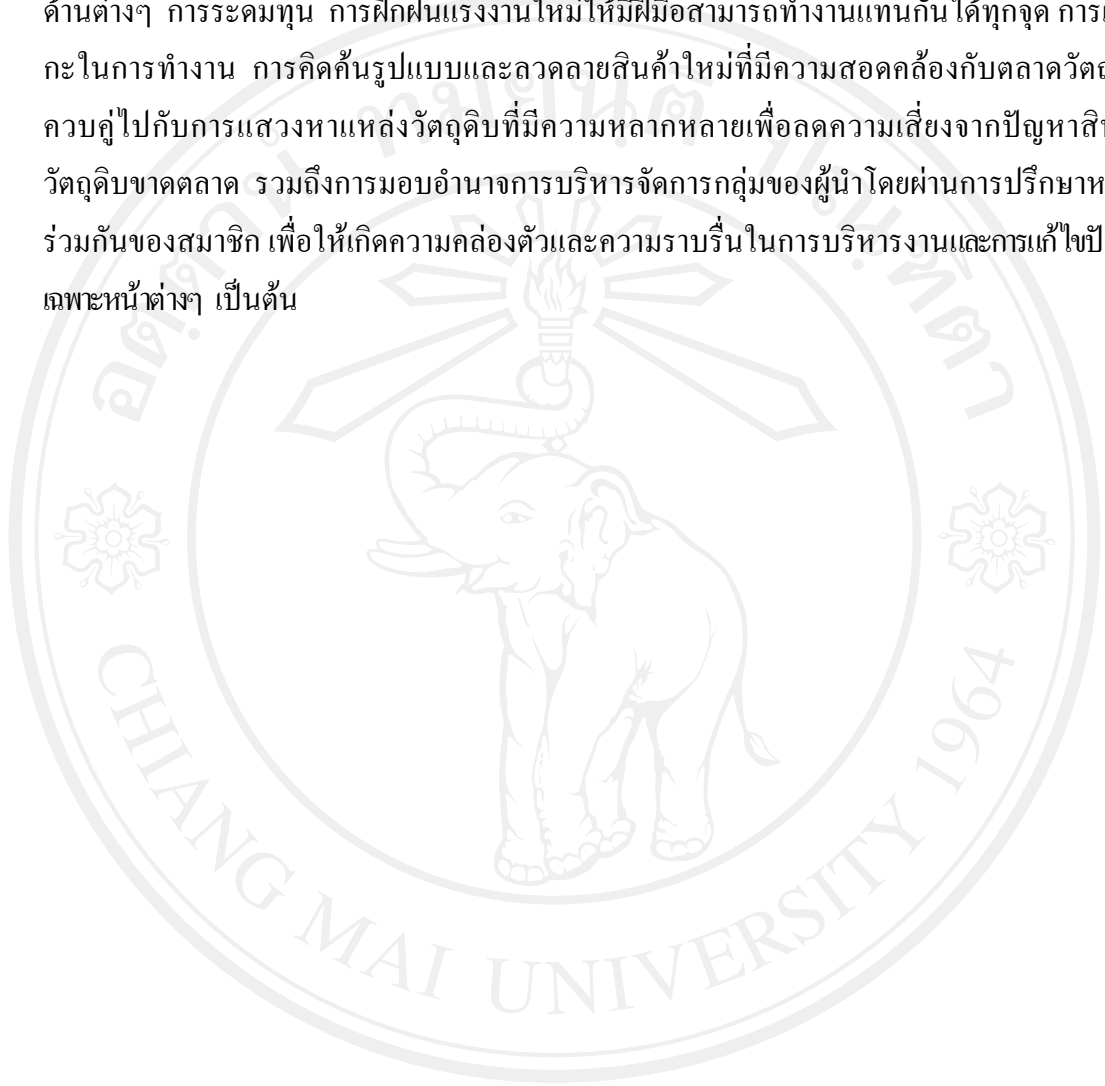 ด้านต่างๆ การระดมทุน การฝึกฝนแรงงานใหม่ให้มีฝีมือสามารถทำงานแทนกันได้ทุกจุด
กะในการทำงาน การคิดค้นรูปแบบและลวดลายสินค้าใหม่ที่มีความสอดคล้องกับตลาด
ควบคู่ไปกับการแสวงหาแหล่งวัตถุดิบที่มีความหลากหลายเพื่อลดความเสี่ยงจากปัญหา
วัตถุดิบขาดตลาด รวมถึงการมอบอำนาจการบริหารจัดการกลุ่มของผู้นำโดยผ่านการปรึกษา
ร่วมกันของสมาชิก เพื่อให้เกิดความคล่องตัวและความราบรื่นในการบริหารงานและการแก้ไข
เฉพาะหน้าต่างๆ เป็นต้น
CHIANG MAI UNIVERSITY 1964